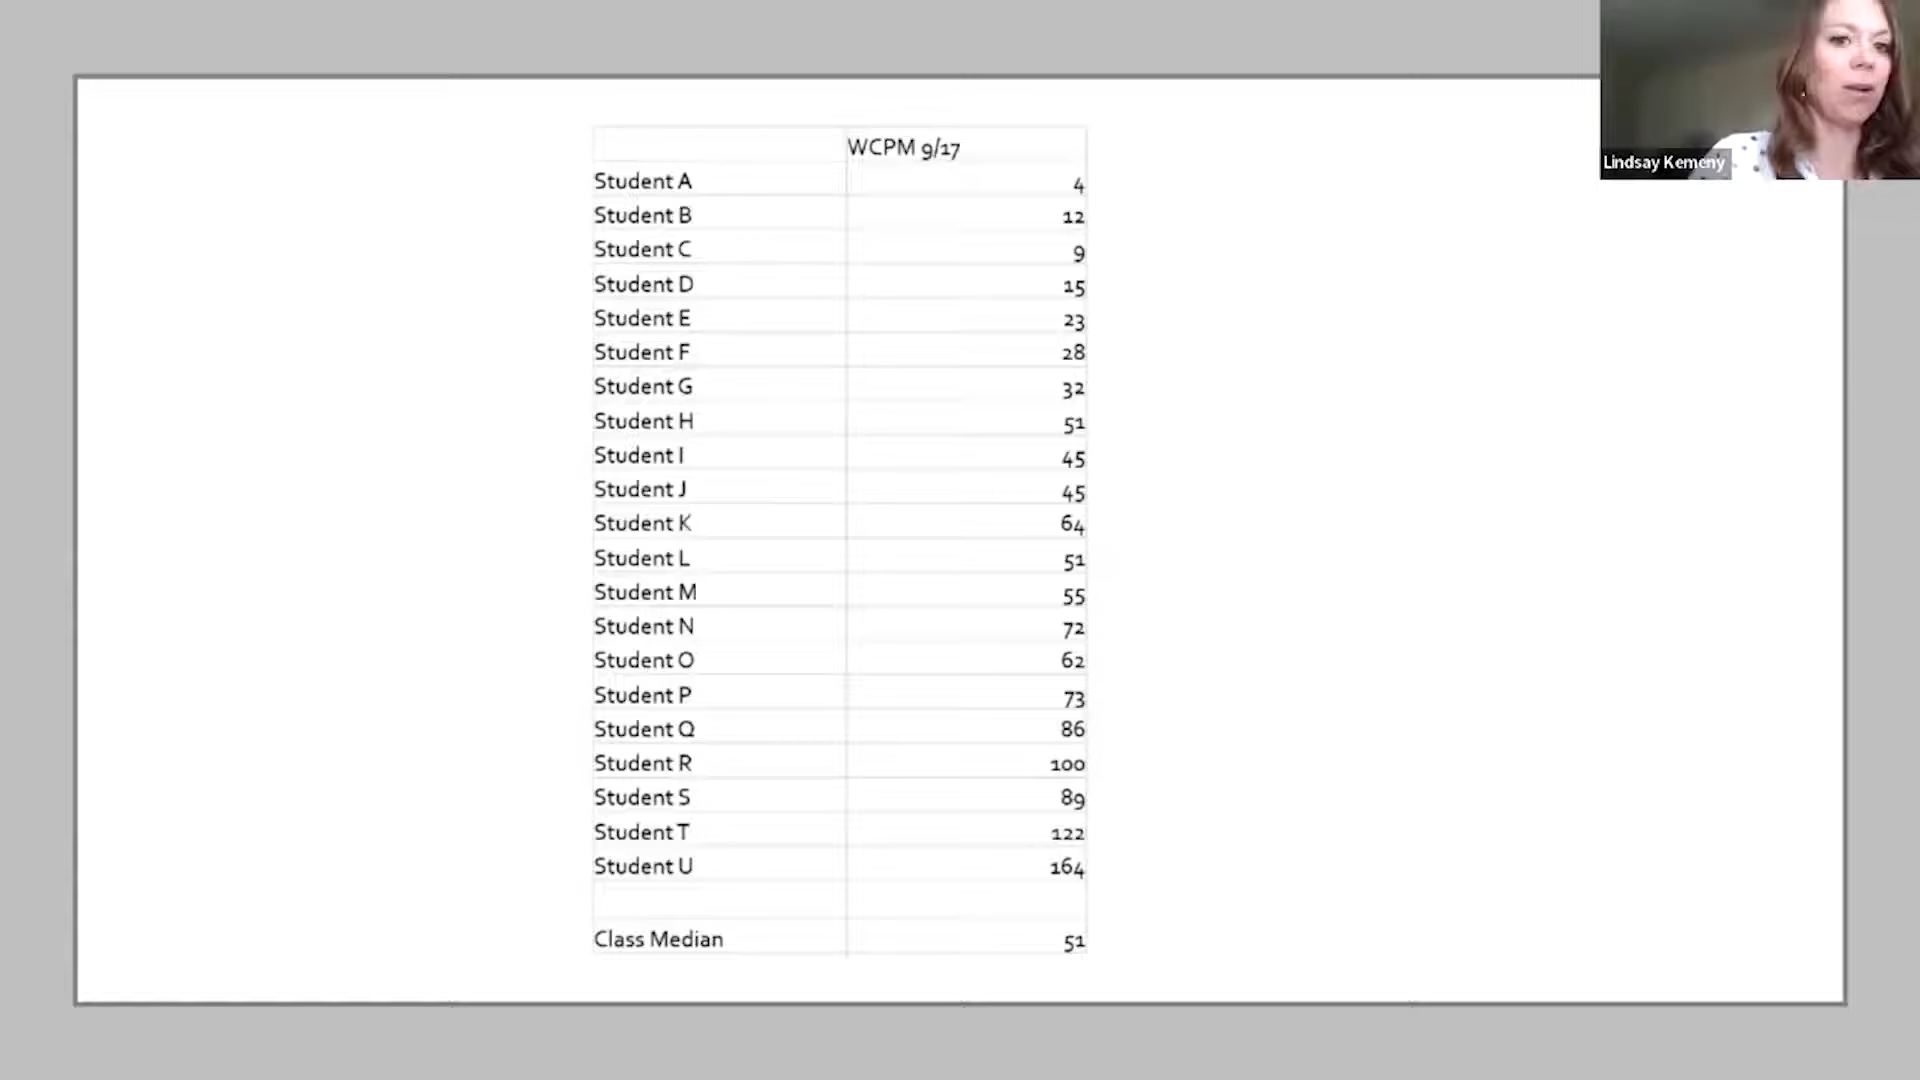 Lindsay Kemeny
WCPM 9/17
Student A 4
Student B 12
Student C 9
Student D 15
Student E 23
Student F 28
Student G 32
Student H 51
Student I 45
Student J 45
Student K 64
Student L 51
Student M 55
Student N 72
Student O 62
Student P 73
Student Q 86
Student R 100
Student S 89
Student T 122
Student U 164
Class Median 51